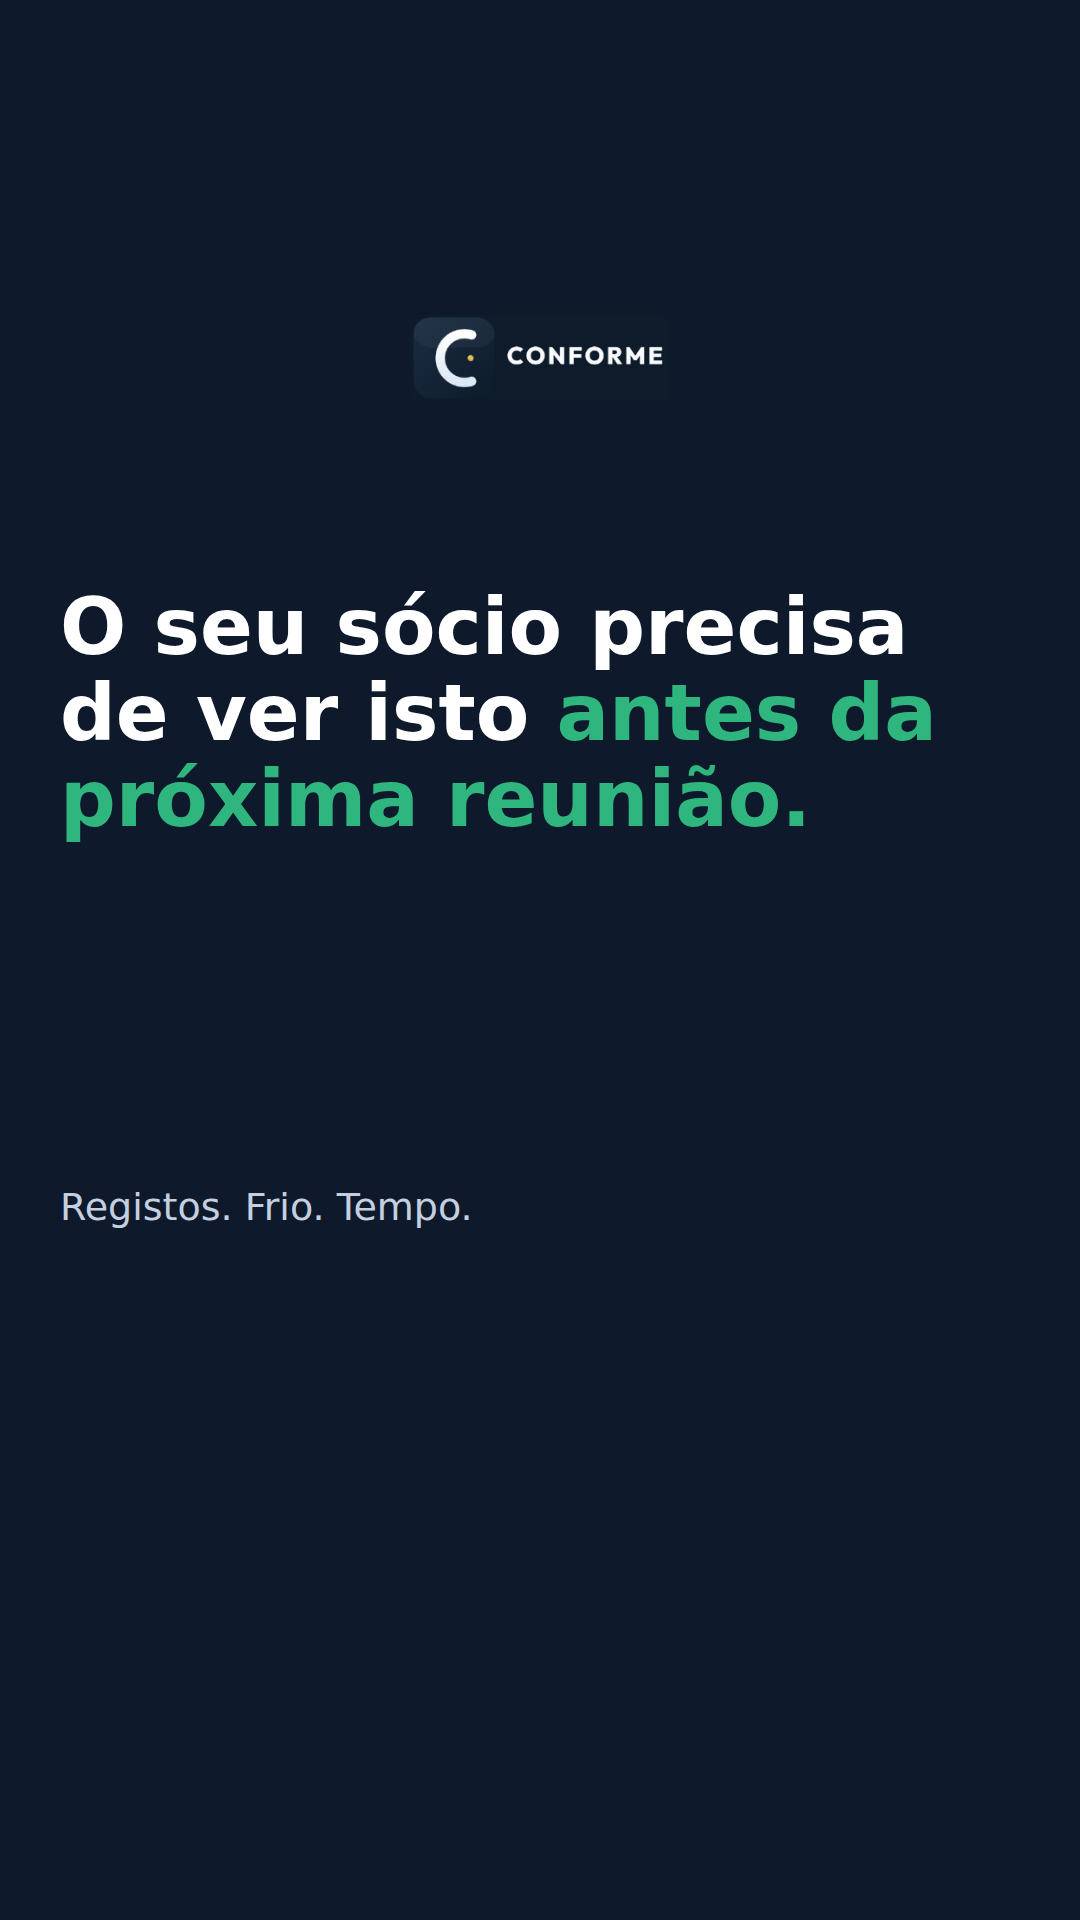 CONFORME
O seu sócio precisa
de ver isto antes da
próxima reunião.
Registos. Frio. Tempo.